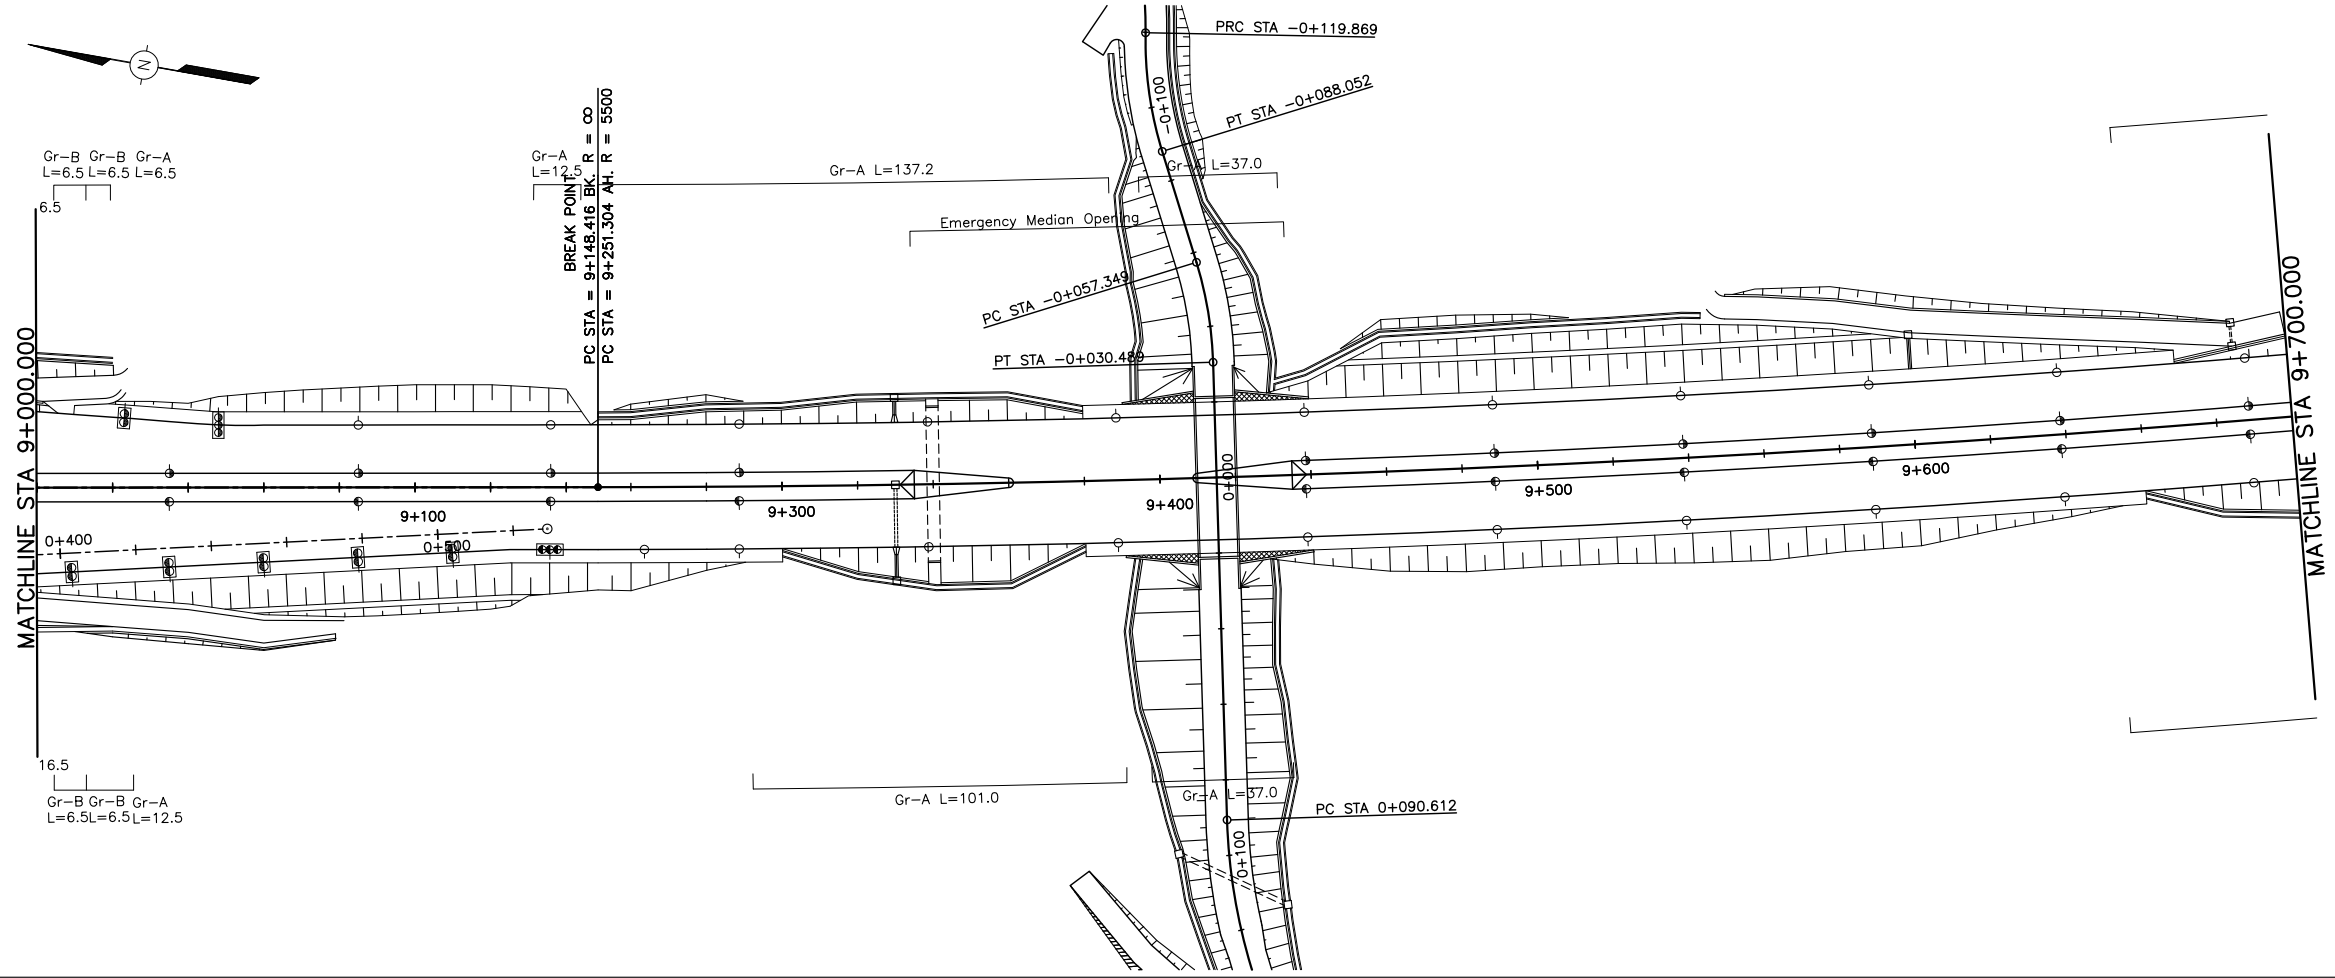 PRC STA -0+119.869
N
-0+100
PT STA -0+088.052
BREAK POINT
PC STA = 9+148.416 BK. R = ∞
PC STA = 9+251.304 AH. R = 5500
Gr-B Gr-B Gr-A
L=6.5 L=6.5 L=6.5
Gr-A
L=12.5
Gr-A L=137.2
Gr-A L=37.0
6.5
Emergency Median Opening
PC STA -0+057.349
PT STA -0+030.489
MATCHLINE STA 9+000.000
MATCHLINE STA 9+700.000
0+000
9+600
9+500
9+400
9+300
9+100
0+400
0+500
16.5
Gr-B Gr-B Gr-A
L=6.5 L=6.5 L=12.5
Gr-A L=101.0
Gr-A L=37.0
PC STA 0+090.612
0+100